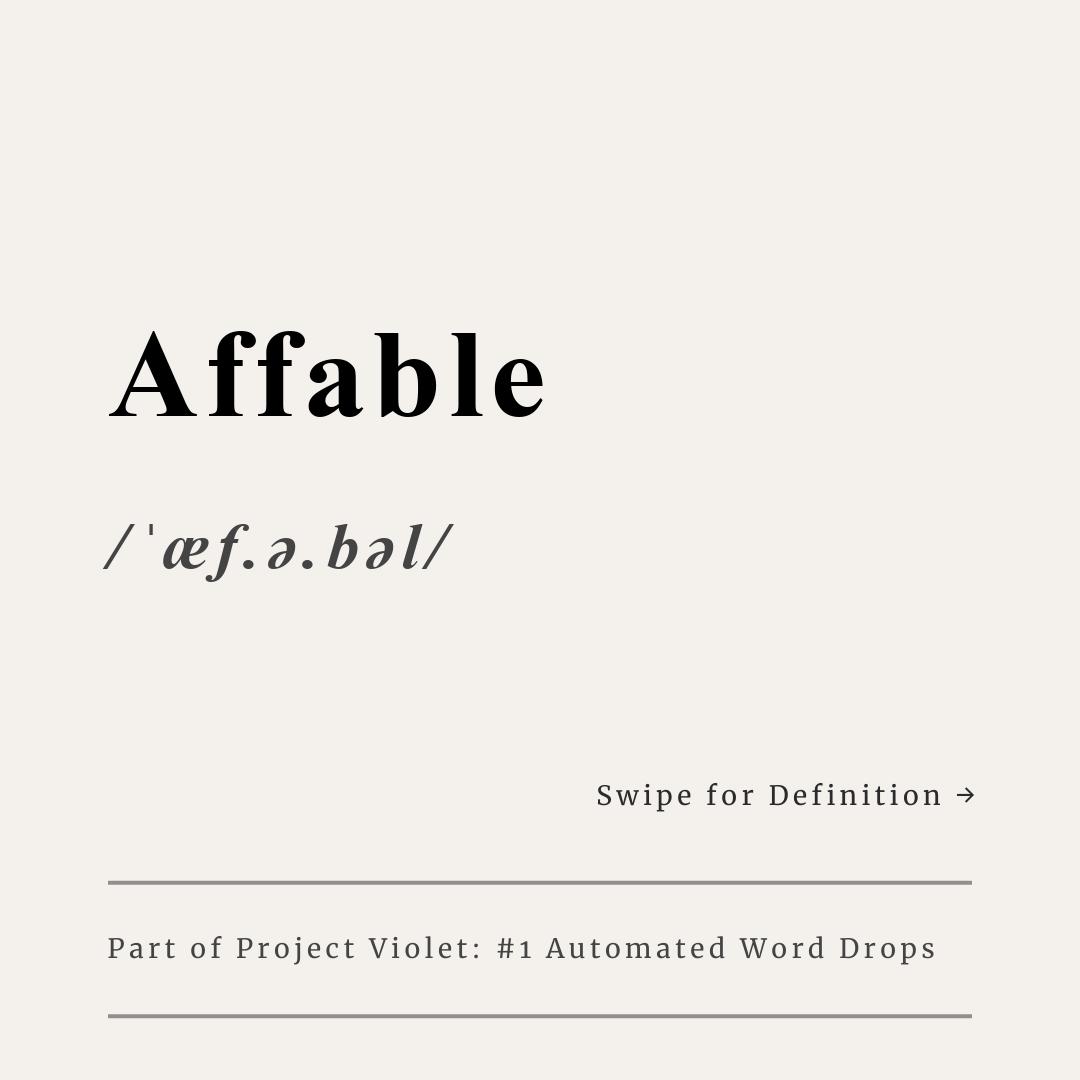 Affable
/ˈæf.ə.bəl/
Swipe for Definition →
Part of Project Violet: #1 Automated Word Drops